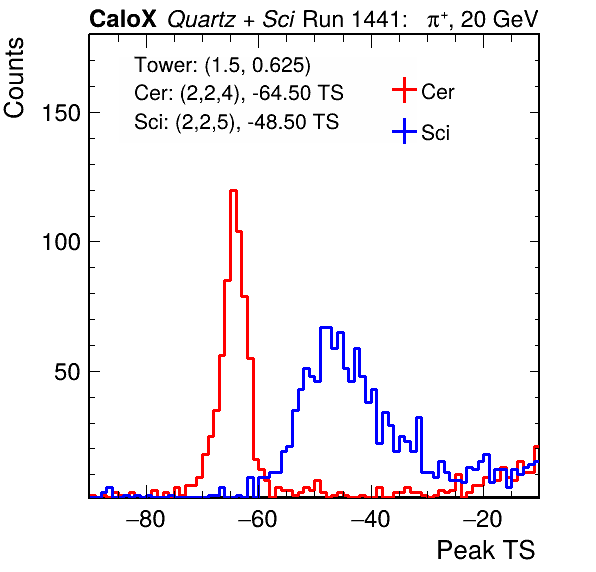 CaloX Quartz + Sci Run 1441: π⁺, 20 GeV
Counts
Tower: (1.5, 0.625)
Cer: (2,2,4), -64.50 TS
Sci: (2,2,5), -48.50 TS
Cer
Sci
150
100
50
−80 −60 −40 −20
Peak TS